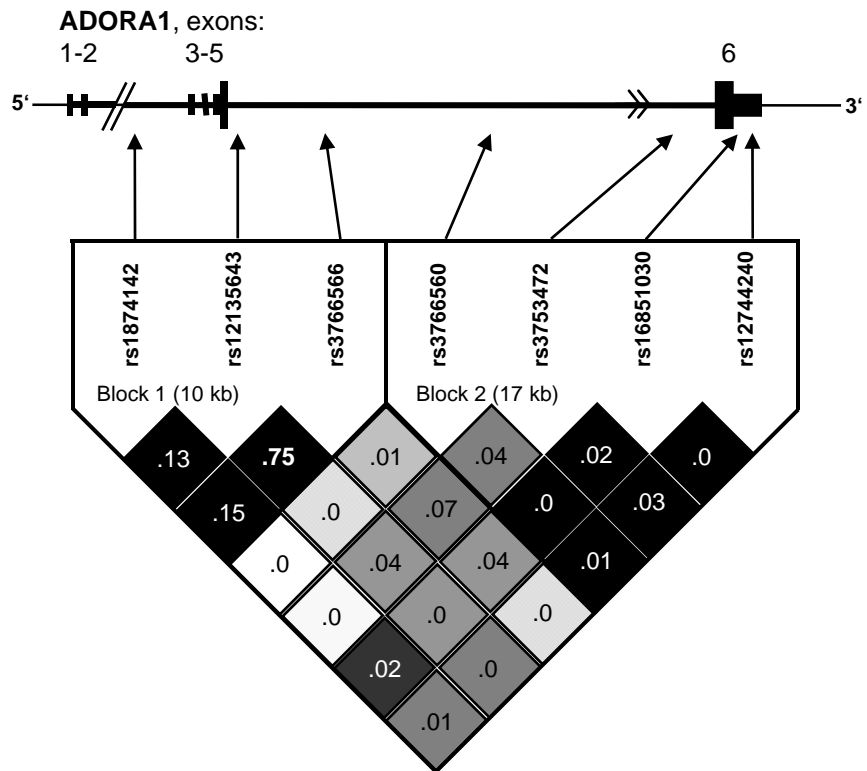 ADORA1, exons:
1-2 3-5 6
5‘ 3‘
rs1874142
rs12135643
rs3766566
rs3766560
rs3753472
rs16851030
rs12744240
Block 1 (10 kb) Block 2 (17 kb)
.13 .75 .01 .04 .02 .0
.15 .0 .07 .0 .03
.0 .04 .04 .01
.0 .0 .0
.02 .0
.01